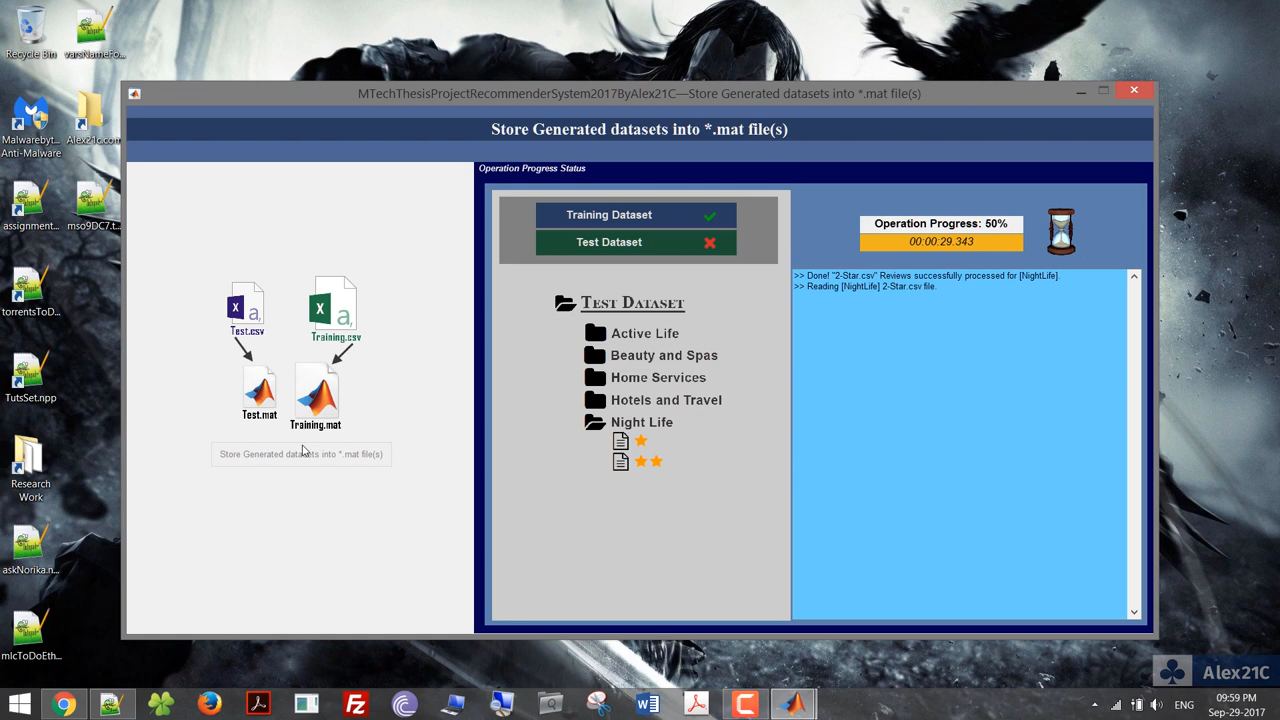 Recycle Bin
varsNameFo...
Malwareb​yt...
Anti-Malware
Alex21c.com
assignment...
mso9DC7.t...
torrentsToD...
TutsSet.npp
Research
Work
askNorika.n...
mlcToDoEth...
MTechThesisProjectRecommenderSystem2017ByAlex21C—Store Generated datasets into *.mat file(s)
Store Generated datasets into *.mat file(s)
Test.csv
Training.csv
Test.mat
Training.mat
Store Generated datasets into *.mat file(s)
Operation Progress Status
Training Dataset
Test Dataset
TEST DATASET
Active Life
Beauty and Spas
Home Services
Hotels and Travel
Night Life
Operation Progress: 50%
00:00:29.343
>> Done! "2-Star.csv" Reviews successfully processed for [NightLife].
>> Reading [NightLife] 2-Star.csv file.
Alex21C
ENG
09:59 PM
Sep-29-2017